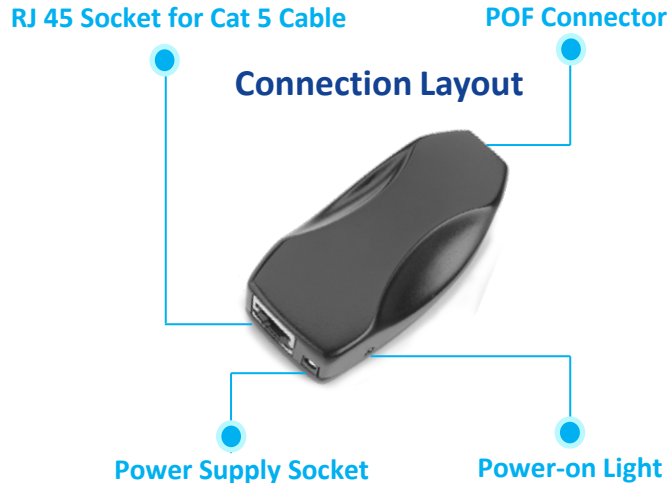 RJ 45 Socket for Cat 5 Cable
POF Connector
Connection Layout
Power Supply Socket
Power-on Light